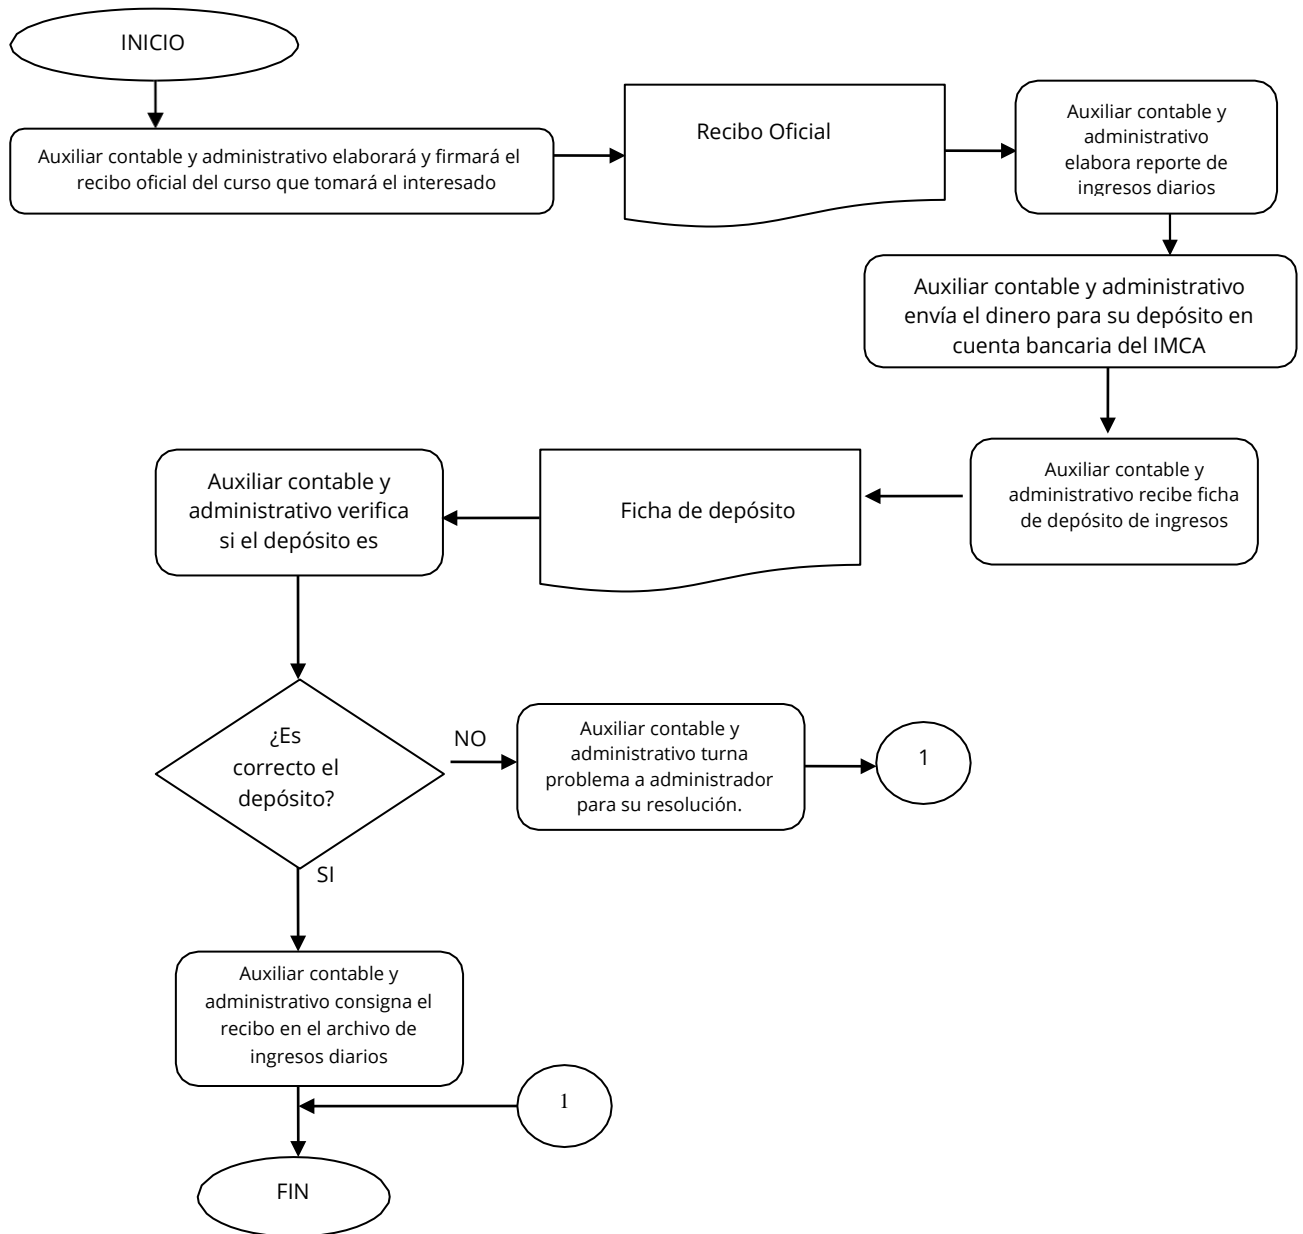 INICIO
Auxiliar contable y administrativo elaborará y firmará el
recibo oficial del curso que tomará el interesado
Recibo Oficial
Auxiliar contable y
administrativo
elabora reporte de
ingresos diarios
Auxiliar contable y administrativo
envía el dinero para su depósito en
cuenta bancaria del IMCA
Auxiliar contable y
administrativo recibe ficha
de depósito de ingresos
Ficha de depósito
Auxiliar contable y
administrativo verifica
si el depósito es
¿Es
correcto el
depósito?
NO
Auxiliar contable y
administrativo turna
problema a administrador
para su resolución.
1
SI
Auxiliar contable y
administrativo consigna el
recibo en el archivo de
ingresos diarios
1
FIN